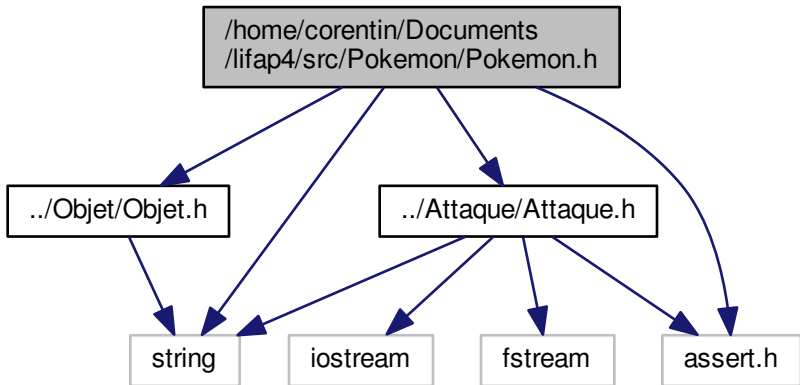 /home/corentin/Documents
/lifap4/src/Pokemon/Pokemon.h
../Objet/Objet.h
../Attaque/Attaque.h
string
iostream
fstream
assert.h